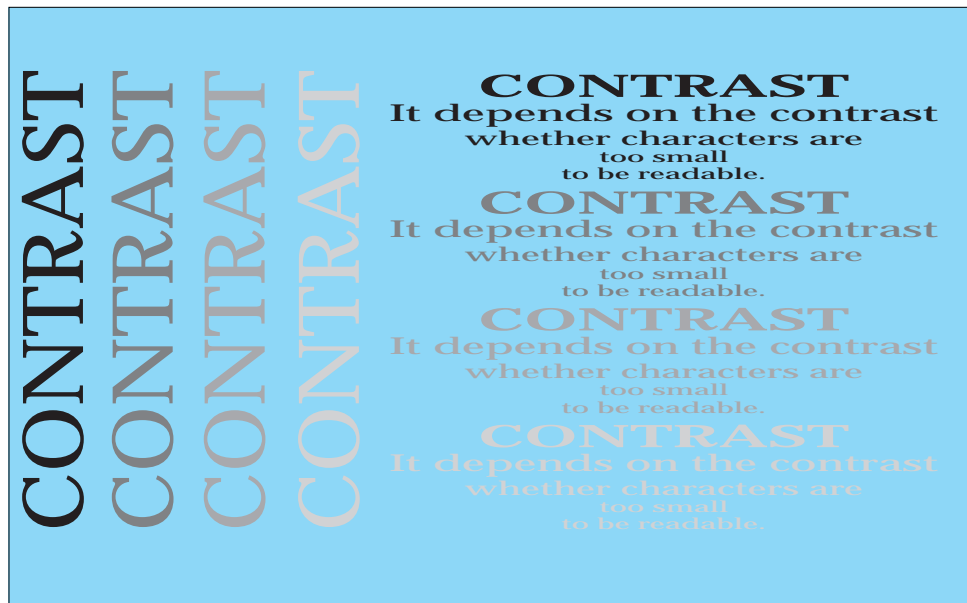 CONTRAST
CONTRAST
CONTRAST
CONTRAST
CONTRAST
It depends on the contrast
whether characters are
too small
to be readable.
CONTRAST
It depends on the contrast
whether characters are
too small
to be readable.
CONTRAST
It depends on the contrast
whether characters are
too small
to be readable.
CONTRAST
It depends on the contrast
whether characters are
too small
to be readable.